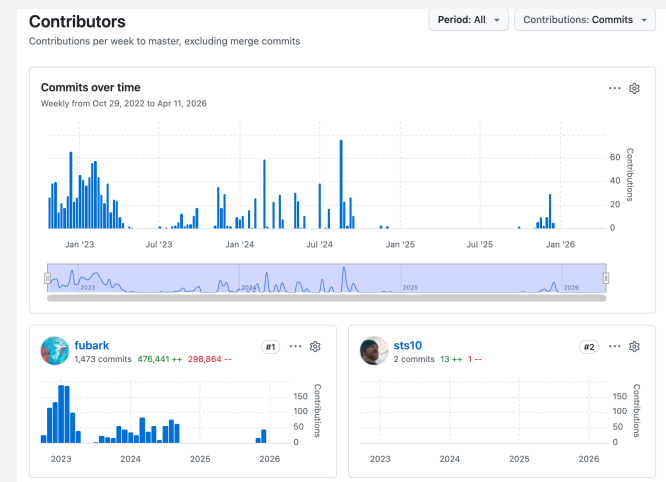 Contributors
Period: All
Contributions: Commits
Contributions per week to master, excluding merge commits
Commits over time
Weekly from Oct 29, 2022 to Apr 11, 2026
60
40
20
0
Contributions
Jan '23 Jul '23 Jan '24 Jul '24 Jan '25 Jul '25 Jan '26
2023 2024 2025 2026
fubark
#1
1,473 commits 476,441 ++ 298,864 --
150
100
50
0
Contributions
2023 2024 2025 2026
sts10
#2
2 commits 13 ++ 1 --
150
100
50
0
Contributions
2023 2024 2025 2026